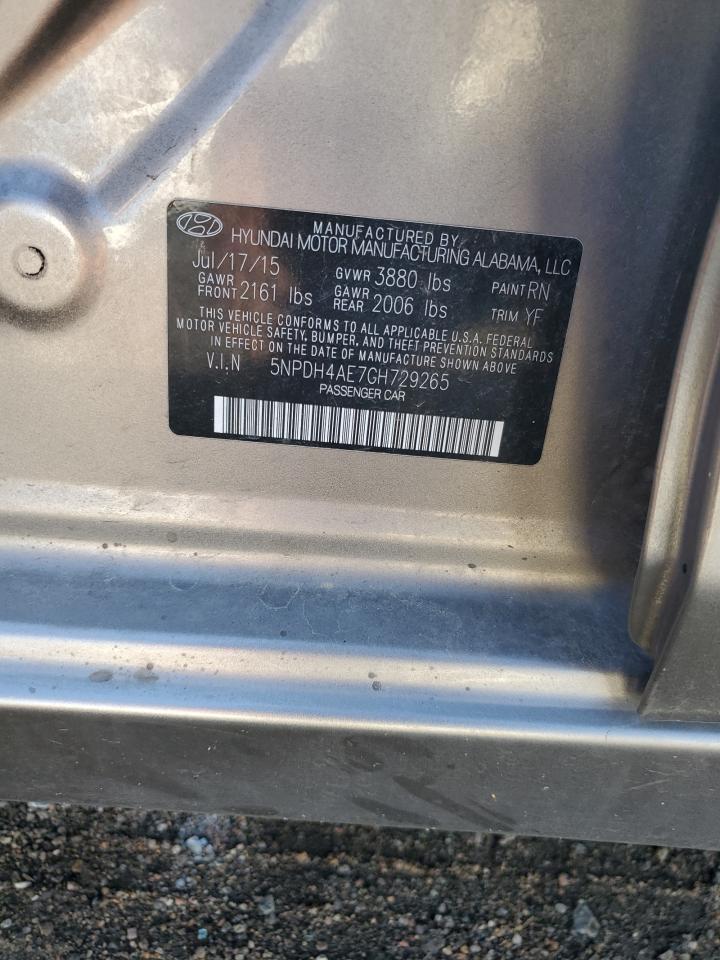 MANUFACTURED BY
HYUNDAI MOTOR MANUFACTURING ALABAMA, LLC
Jul/17/15 GVWR 3880 lbs PAINT RN
GAWR FRONT 2161 lbs GAWR REAR 2006 lbs TRIM YF
THIS VEHICLE CONFORMS TO ALL APPLICABLE U.S.A. FEDERAL
MOTOR VEHICLE SAFETY, BUMPER, AND THEFT PREVENTION STANDARDS
IN EFFECT ON THE DATE OF MANUFACTURE SHOWN ABOVE
V.I.N 5NPDH4AE7GH729265
PASSENGER CAR